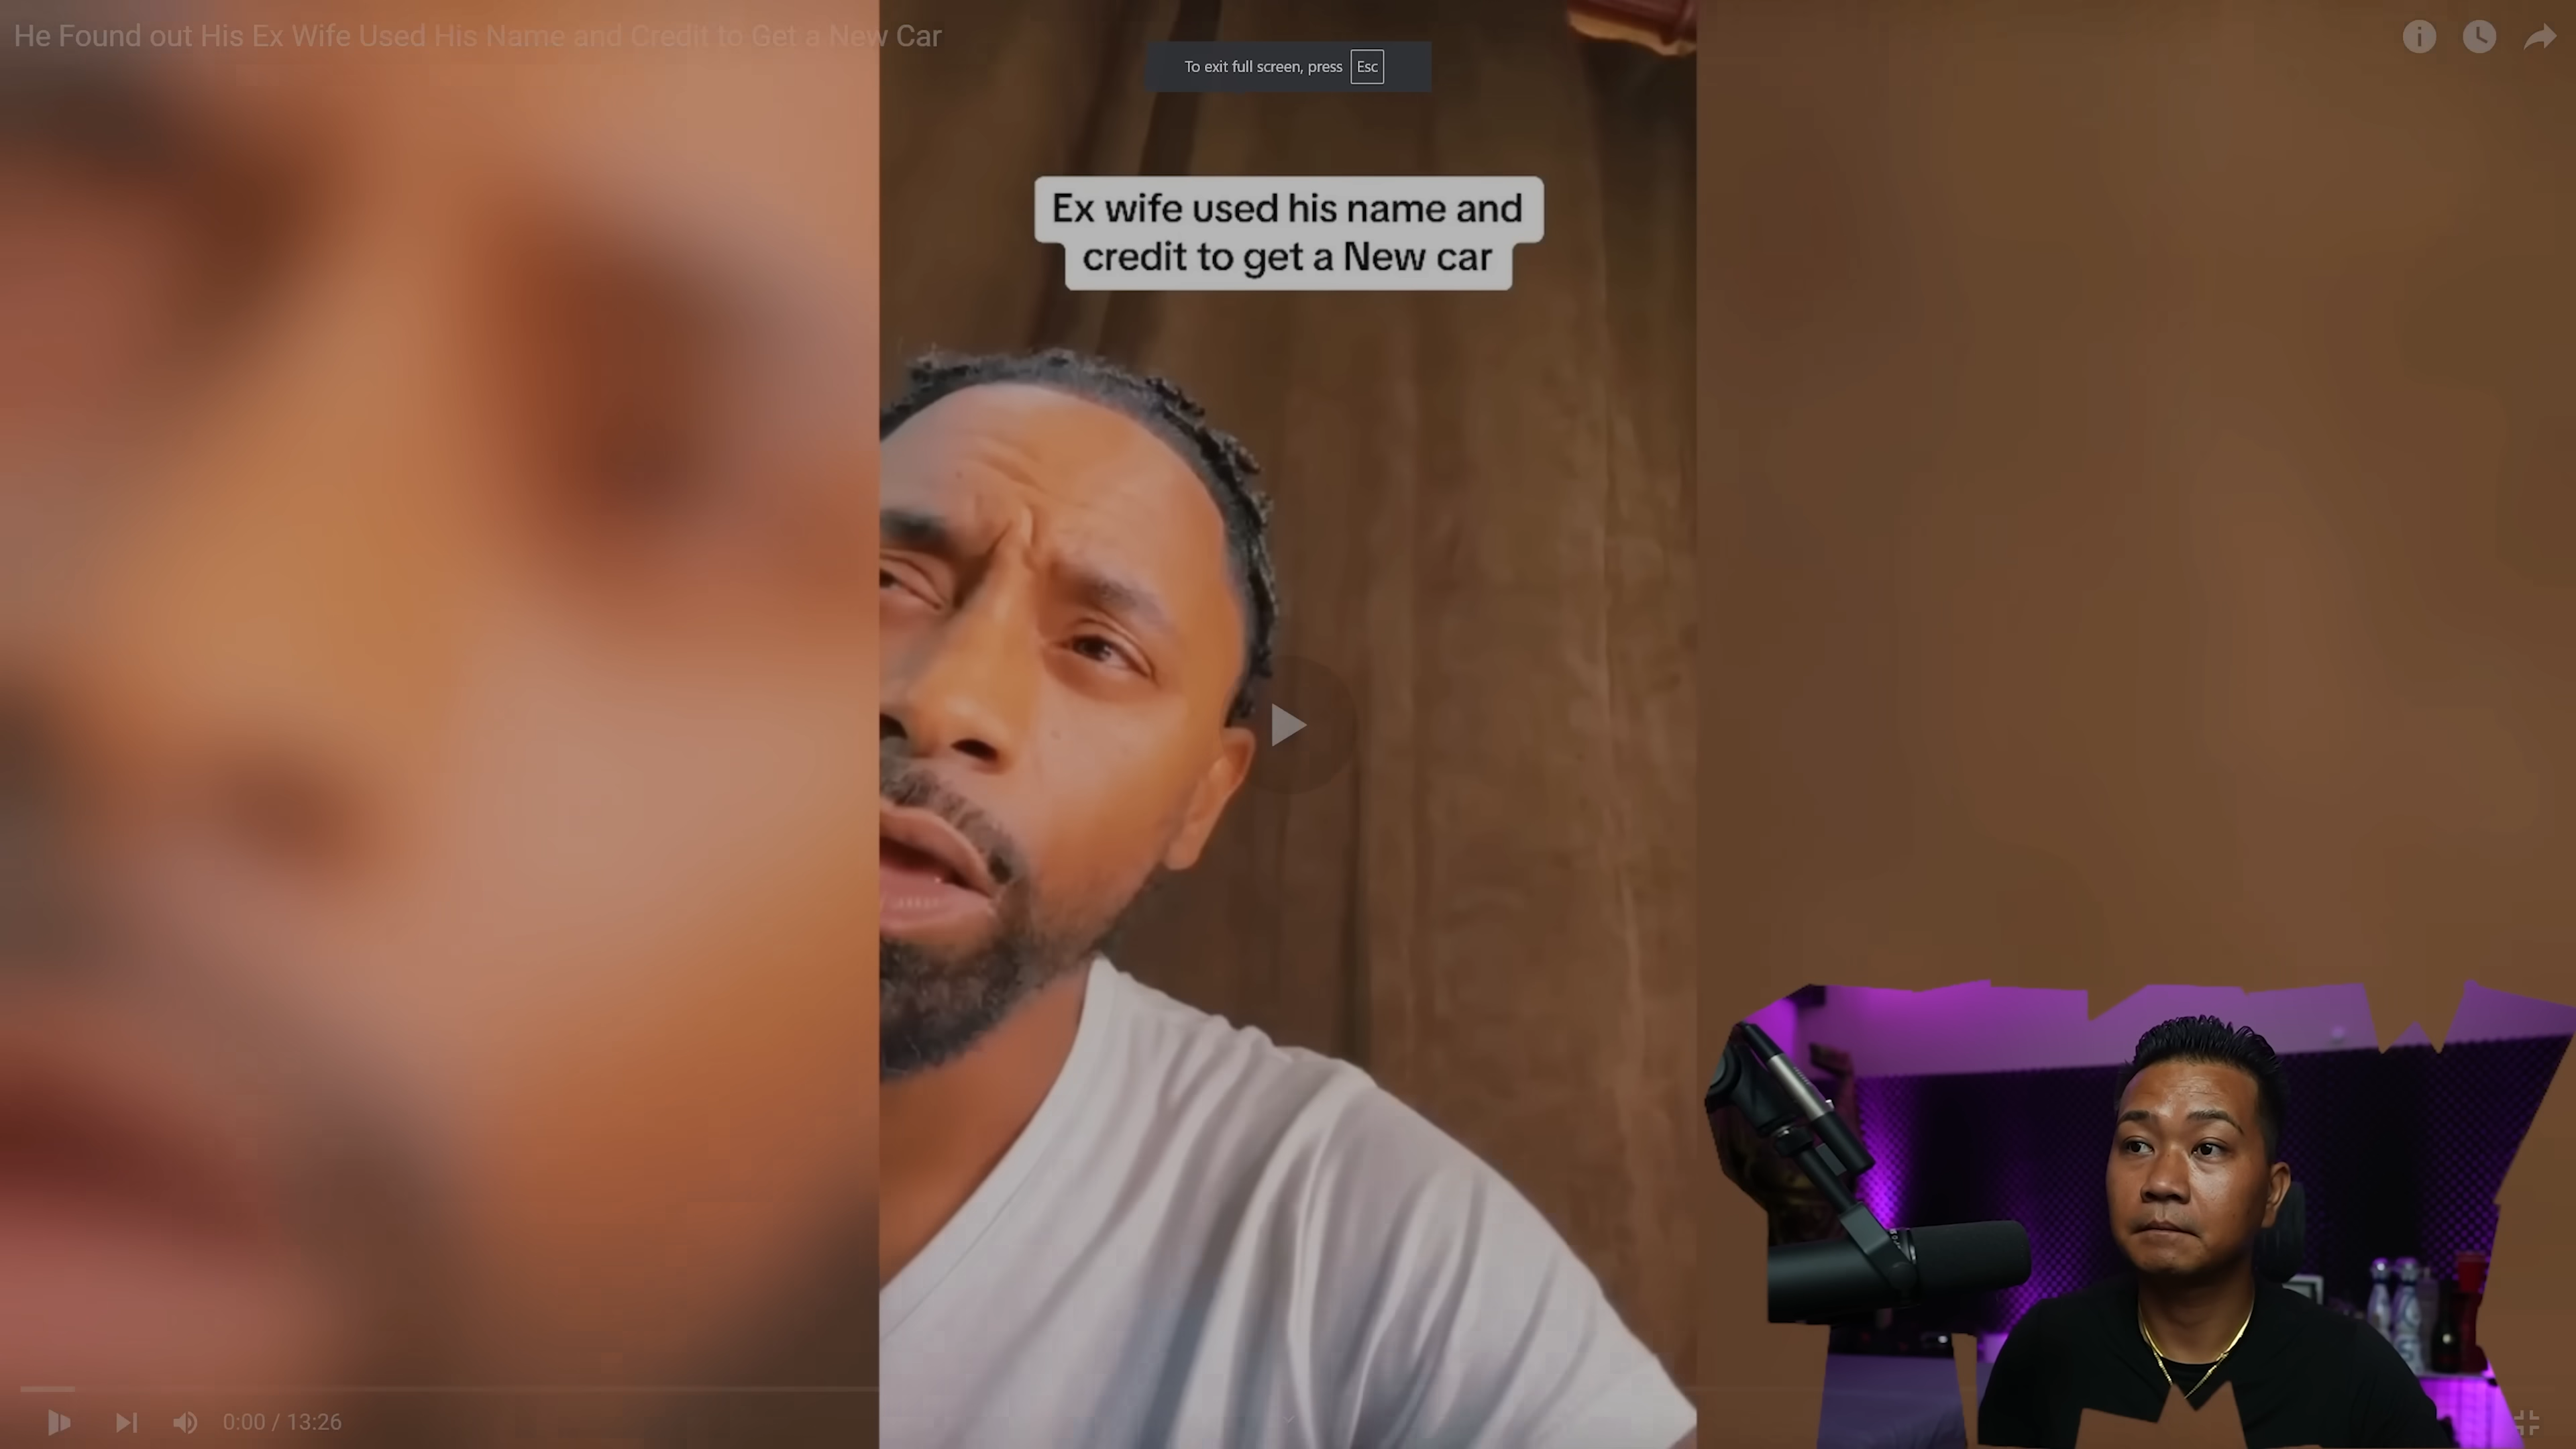 He Found out His Ex Wife Used His Name and Credit to Get a New Car
To exit full screen, press Esc
Ex wife used his name and
credit to get a New car
0:00 / 13:26